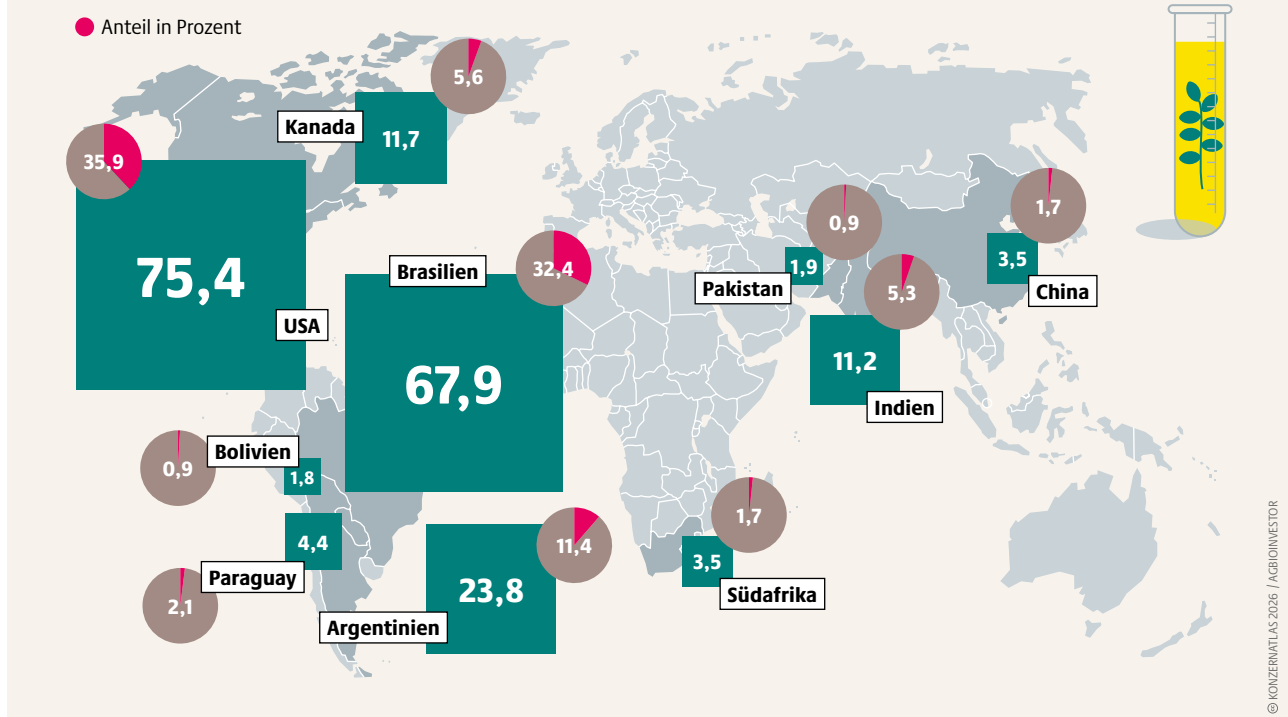 Anteil in Prozent
5,6
Kanada
11,7
35,9
75,4
USA
Brasilien
32,4
67,9
0,9
1,9
Pakistan
1,7
3,5
China
5,3
11,2
Indien
Bolivien
0,9
1,8
4,4
Paraguay
2,1
11,4
23,8
Argentinien
1,7
3,5
Südafrika
© KONZERNATLAS 2026 / AGBIOINVESTOR